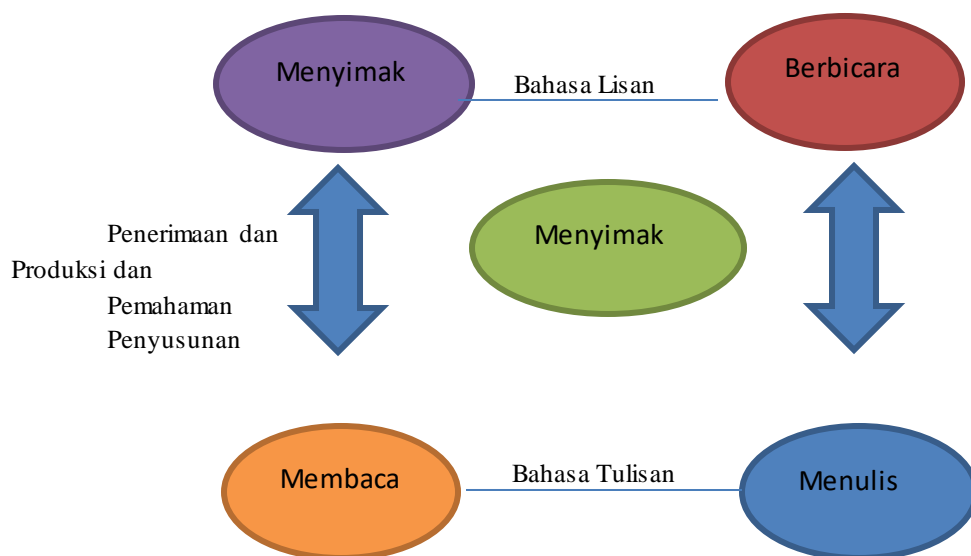 Menyimak
Bahasa Lisan
Berbicara
Menyimak
Penerimaan dan
Produksi dan
Pemahaman
Penyusunan
Membaca
Bahasa Tulisan
Menulis